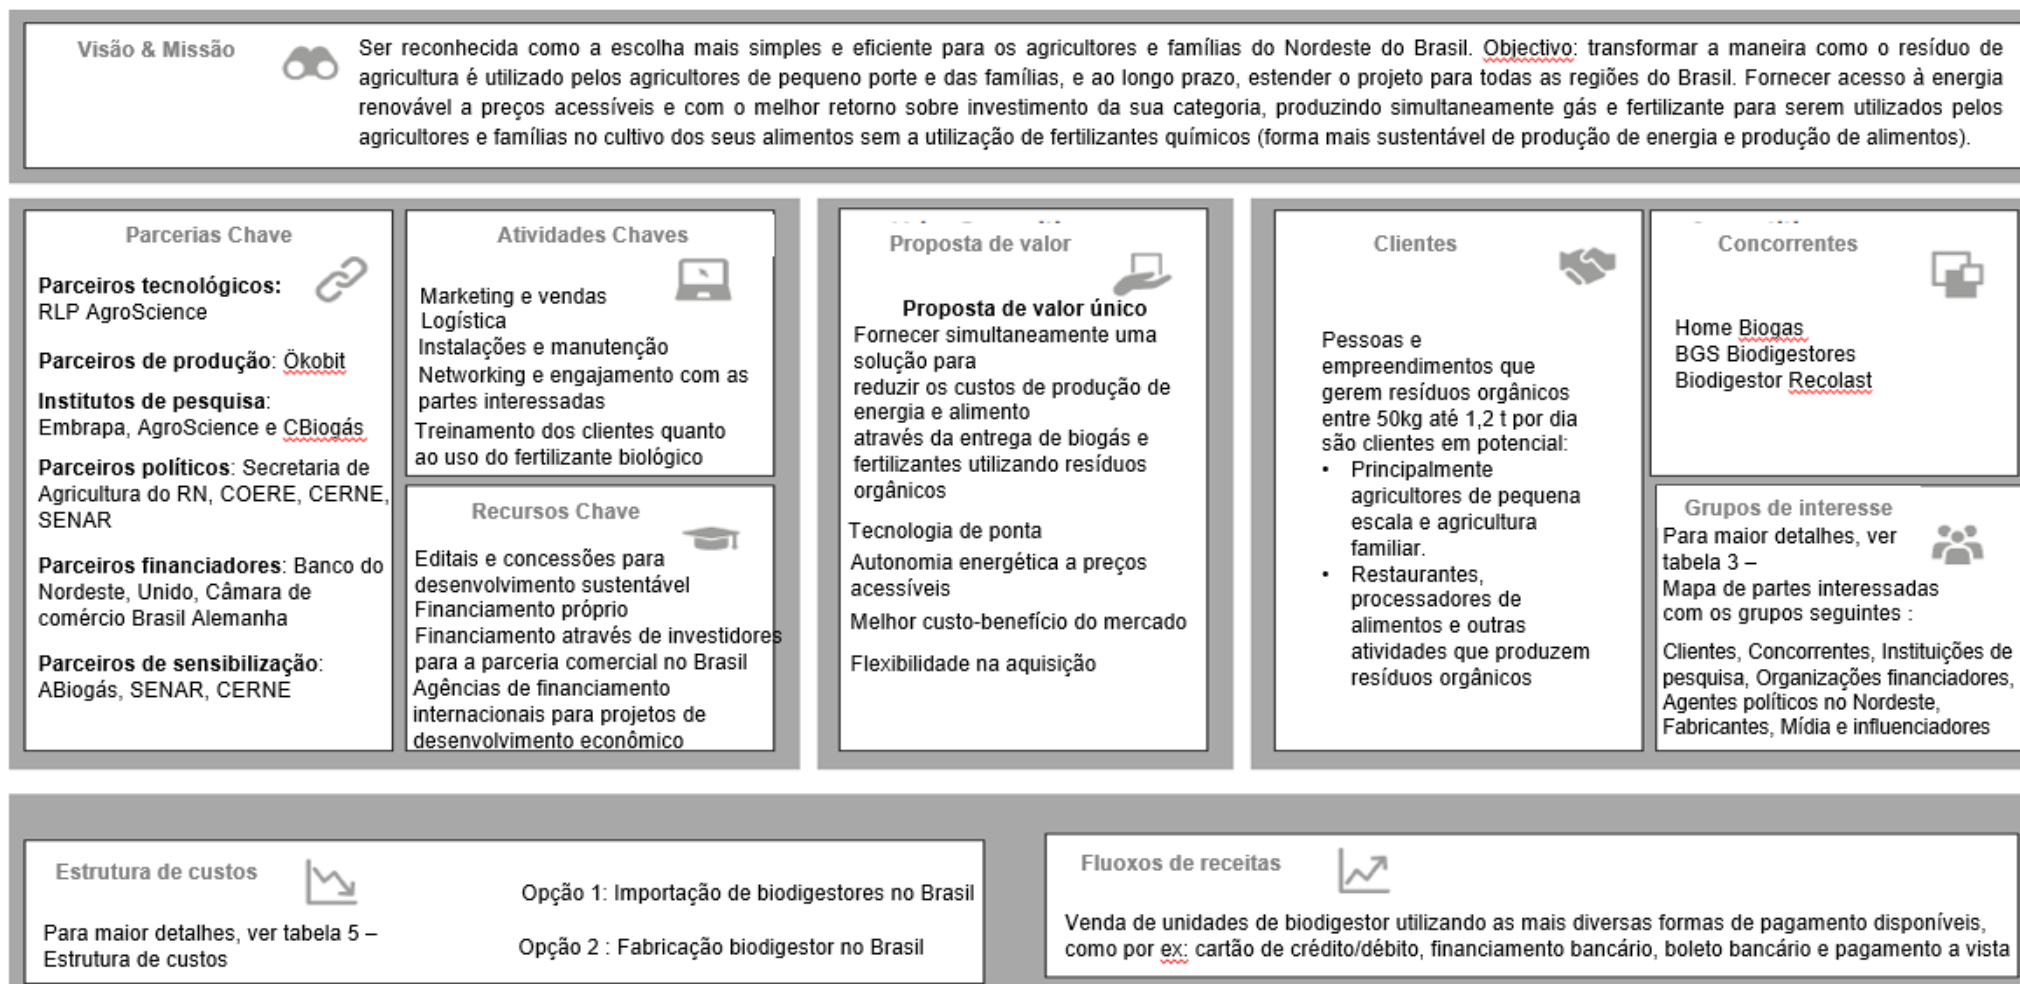 Visão & Missão
Ser reconhecida como a escolha mais simples e eficiente para os agricultores e famílias do Nordeste do Brasil. Objectivo: transformar a maneira como o resíduo de
agricultura é utilizado pelos agricultores de pequeno porte e das famílias, e ao longo prazo, estender o projeto para todas as regiões do Brasil. Fornecer acesso à energia
renovável a preços acessíveis e com o melhor retorno sobre investimento da sua categoria, produzindo simultaneamente gás e fertilizante para serem utilizados pelos
agricultores e famílias no cultivo dos seus alimentos sem a utilização de fertilizantes químicos (forma mais sustentável de produção de energia e produção de alimentos).
Parcerias Chave
Parceiros tecnológicos:
RLP AgroScience
Parceiros de produção: Ökobit
Institutos de pesquisa:
Embrapa, AgroScience e CBiogás
Parceiros políticos: Secretaria de
Agricultura do RN, COERE, CERNE,
SENAR
Parceiros financiadores: Banco do
Nordeste, Unido, Câmara de
comércio Brasil Alemanha
Parceiros de sensibilização:
ABiogás, SENAR, CERNE
Atividades Chaves
Marketing e vendas
Logística
Instalações e manutenção
Networking e engajamento com as
partes interessadas
Treinamento dos clientes quanto
ao uso do fertilizante biológico
Recursos Chave
Editais e concessões para
desenvolvimento sustentável
Financiamento próprio
Financiamento através de investidores
para a parceria comercial no Brasil
Agências de financiamento
internacionais para projetos de
desenvolvimento econômico
Proposta de valor
Proposta de valor único
Fornecer simultaneamente uma
solução para
reduzir os custos de produção de
energia e alimento
através da entrega de biogás e
fertilizantes utilizando resíduos
orgânicos
Tecnologia de ponta
Autonomia energética a preços
acessíveis
Melhor custo-benefício do mercado
Flexibilidade na aquisição
Clientes
Pessoas e
empreendimentos que
gerem resíduos orgânicos
entre 50kg até 1,2 t por dia
são clientes em potencial:
• Principalmente
agricultores de pequena
escala e agricultura
familiar.
• Restaurantes,
processadores de
alimentos e outras
atividades que produzem
resíduos orgânicos
Concorrentes
Home Biogas
BGS Biodigestores
Biodigestor Recolast
Grupos de interesse
Para maior detalhes, ver
tabela 3 –
Mapa de partes interessadas
com os grupos seguintes :
Clientes, Concorrentes, Instituições de
pesquisa, Organizações financiadores,
Agentes políticos no Nordeste,
Fabricantes, Mídia e influenciadores
Estrutura de custos
Para maior detalhes, ver tabela 5 –
Estrutura de custos
Opção 1: Importação de biodigestores no Brasil
Opção 2 : Fabricação biodigestor no Brasil
Fluoxos de receitas
Venda de unidades de biodigestor utilizando as mais diversas formas de pagamento disponíveis,
como por ex: cartão de crédito/débito, financiamento bancário, boleto bancário e pagamento a vista